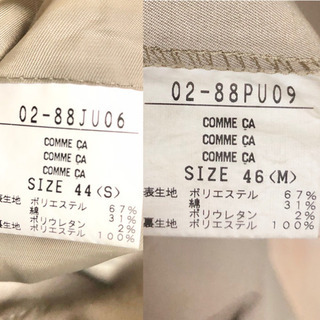 02-88JU06
COMME ÇA
COMME ÇA
COMME ÇA
SIZE 44<S>
表生地 ポリエステル 67%
綿 31%
ポリウレタン 2%
裏生地 ポリエステル 100%
02-88PU09
COMME ÇA
COMME ÇA
COMME ÇA
SIZE 46<M>
表生地 ポリエステル 67%
綿 31%
ポリウレタン 2%
裏生地 ポリエステル 100%